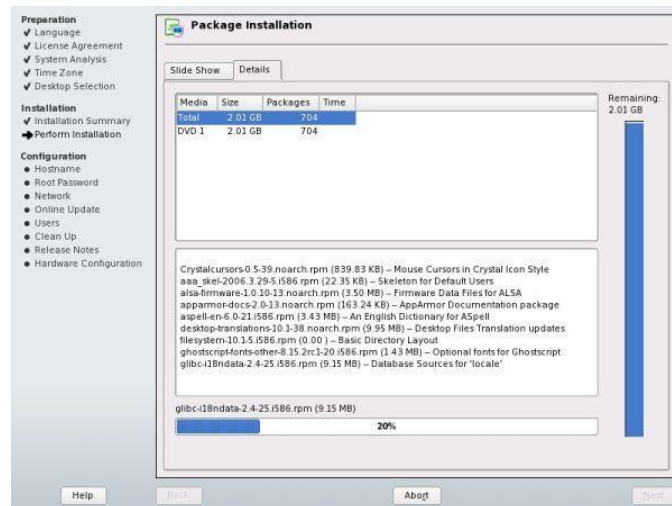 Preparation
Language
License Agreement
System Analysis
Time Zone
Desktop Selection
Installation
Installation Summary
Perform Installation
Configuration
Hostname
Root Password
Network
Online Update
Users
Clean Up
Release Notes
Hardware Configuration
Package Installation
Slide Show Details
Media Size Packages Time
Total 2.01 GB 704
DVD 1 2.01 GB 704
Remaining:
2.01 GB
Crystalcursors-0.5-39.noarch.rpm (839.83 KB) – Mouse Cursors in Crystal Icon Style
aaa_skel-2006.3.29-5.i586.rpm (22.35 KB) – Skeleton for Default Users
alsa-firmware-1.0.10-13.noarch.rpm (3.50 MB) – Firmware Data Files for ALSA
apparmor-docs-2.0-13.noarch.rpm (163.24 KB) – AppArmor Documentation package
aspell-en-6.0-21.i586.rpm (3.43 MB) – An English Dictionary for ASpell
desktop-translations-10.1-38.noarch.rpm (9.95 MB) – Desktop Files Translation updates
filesystem-10.1-5.i586.rpm (0.00 ) – Basic Directory Layout
ghostscript-fonts-other-8.15.2rc1-20.i586.rpm (1.43 MB) – Optional fonts for Ghostscript
glibc-i18ndata-2.4-25.i586.rpm (9.15 MB) – Database Sources for 'locale'
glibc-i18ndata-2.4-25.i586.rpm (9.15 MB)
20%
Help Back Abort Next